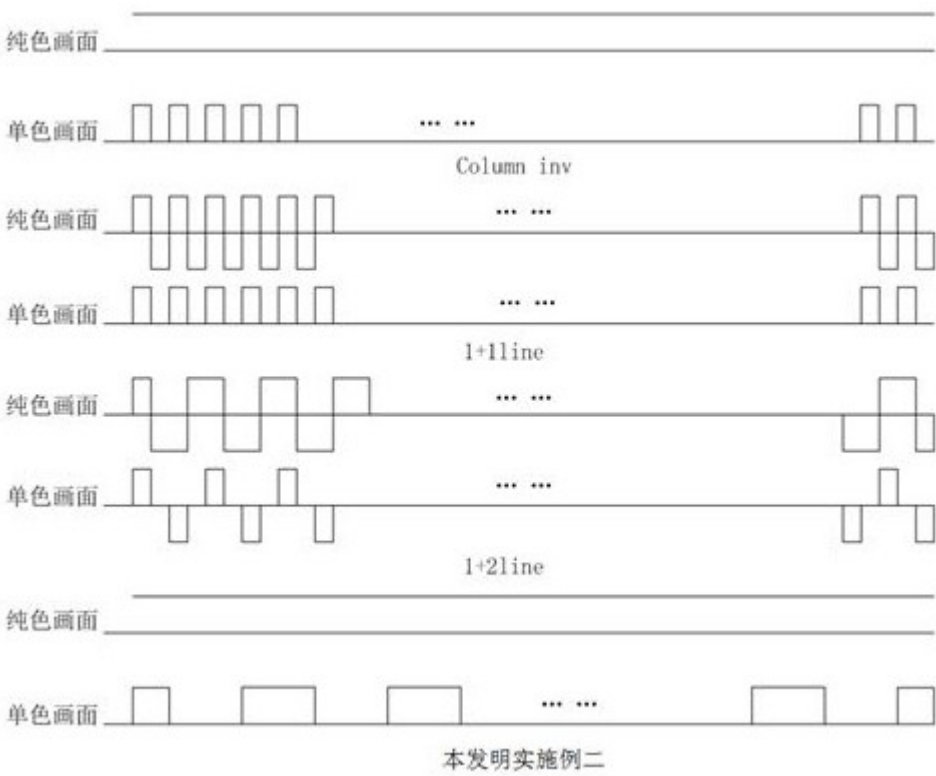 纯色画面
单色画面
... ...
Column inv
纯色画面
... ...
单色画面
... ...
1+1line
纯色画面
... ...
单色画面
... ...
1+2line
纯色画面
单色画面
... ...
本发明实施例二